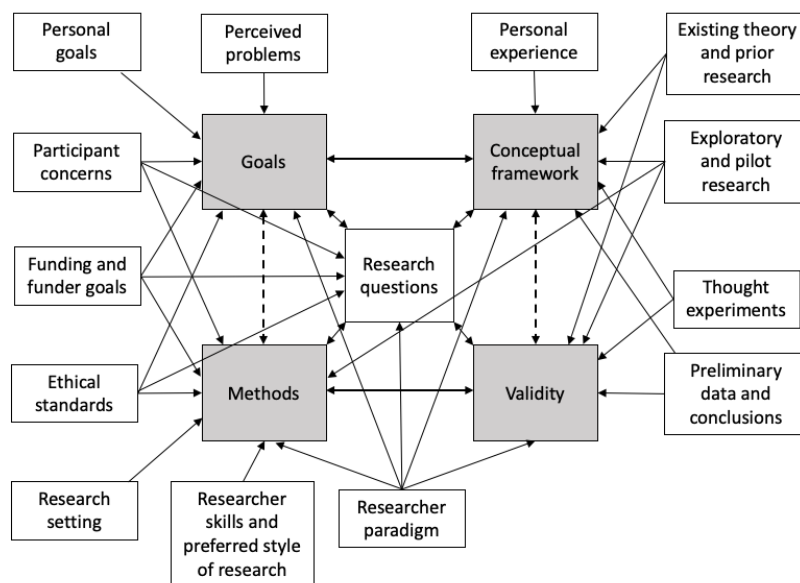 Personal
goals
Perceived
problems
Personal
experience
Existing theory
and prior
research
Participant
concerns
Goals
Conceptual
framework
Exploratory
and pilot
research
Funding and
funder goals
Research
questions
Thought
experiments
Ethical
standards
Methods
Validity
Preliminary
data and
conclusions
Research
setting
Researcher
skills and
preferred style
of research
Researcher
paradigm